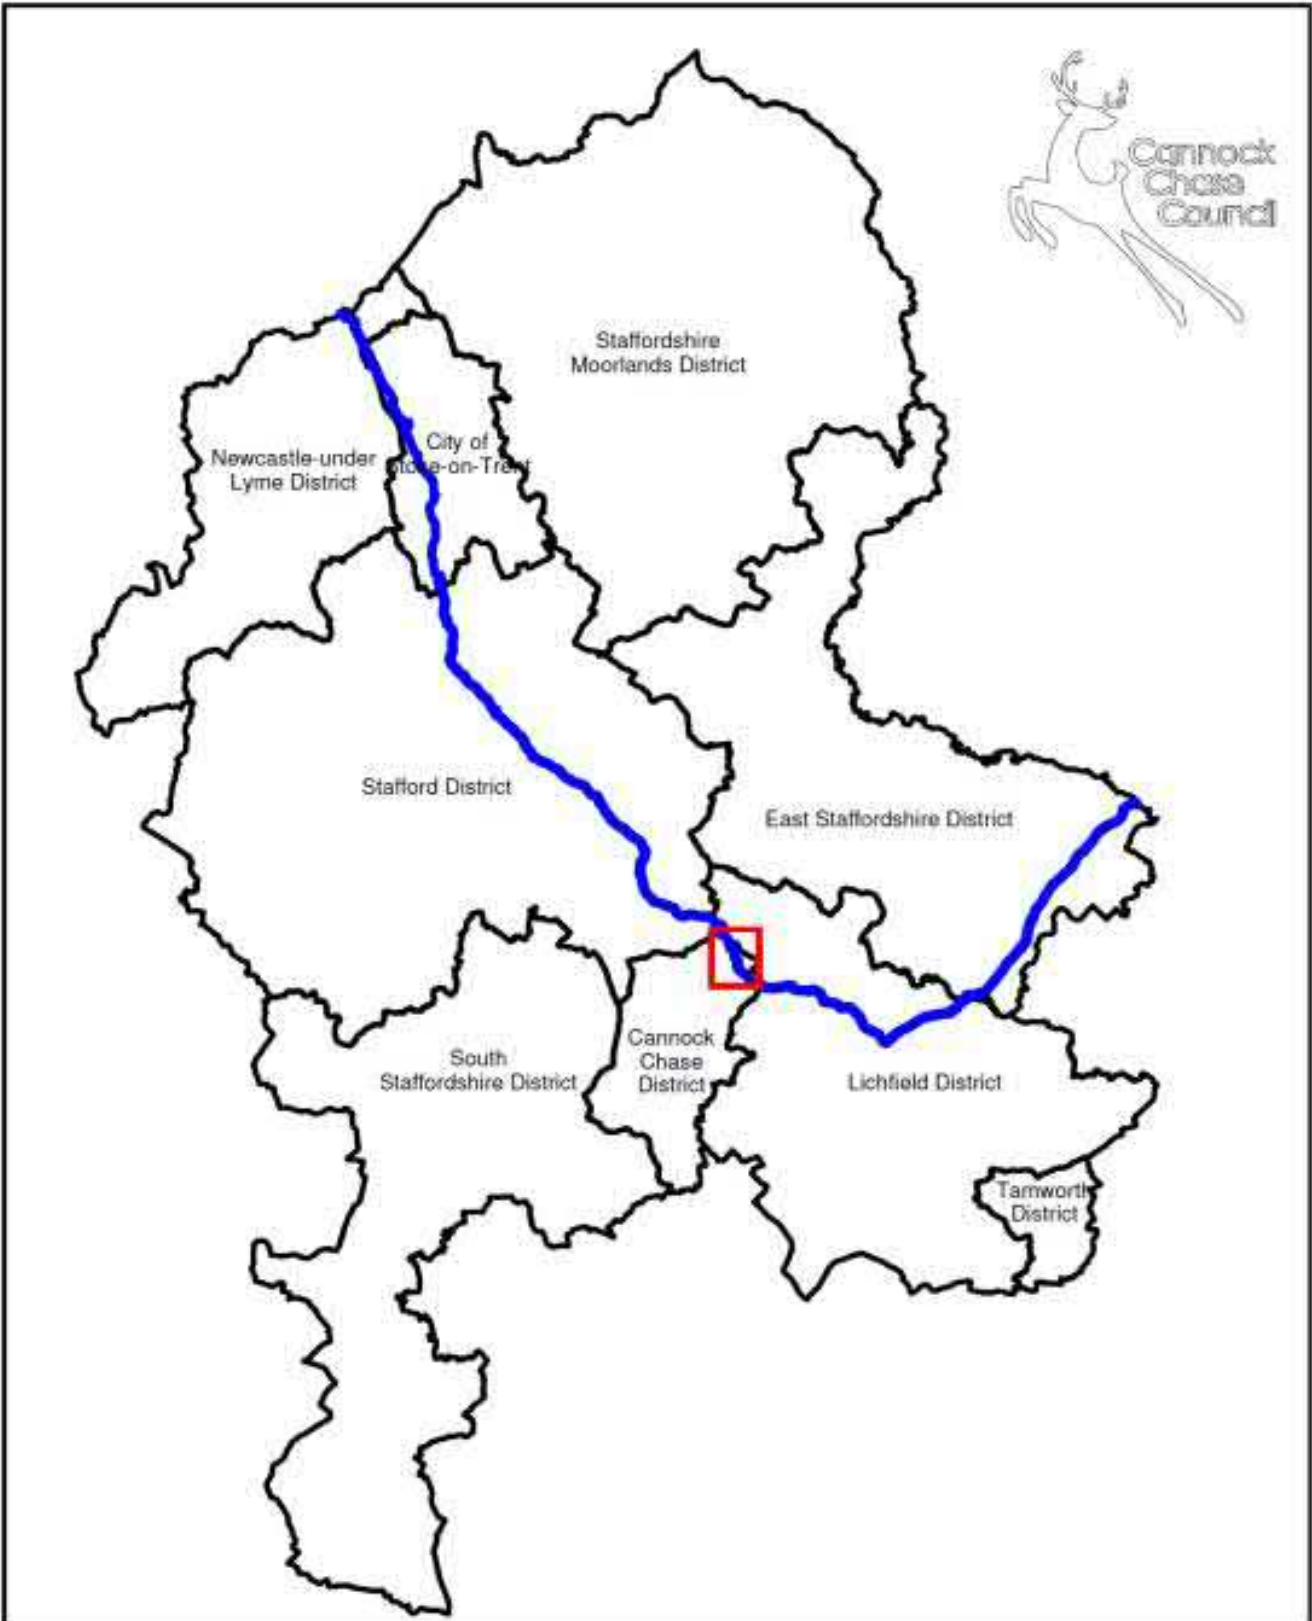 Cannock
Chase
Council
Staffordshire
Moorlands District
City of
Stoke-on-Trent
Newcastle-under
Lyme District
Stafford District
East Staffordshire District
South
Staffordshire District
Cannock
Chase
District
Lichfield District
Tamworth
District